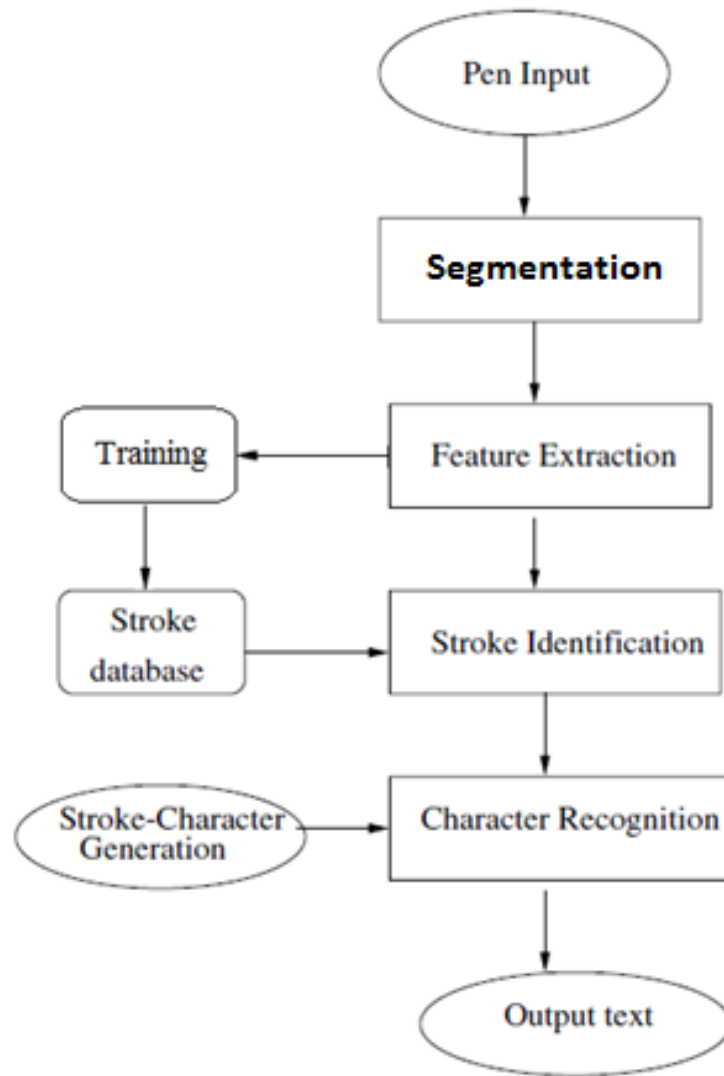 Pen Input
Segmentation
Training
Feature Extraction
Stroke
database
Stroke Identification
Stroke-Character
Generation
Character Recognition
Output text